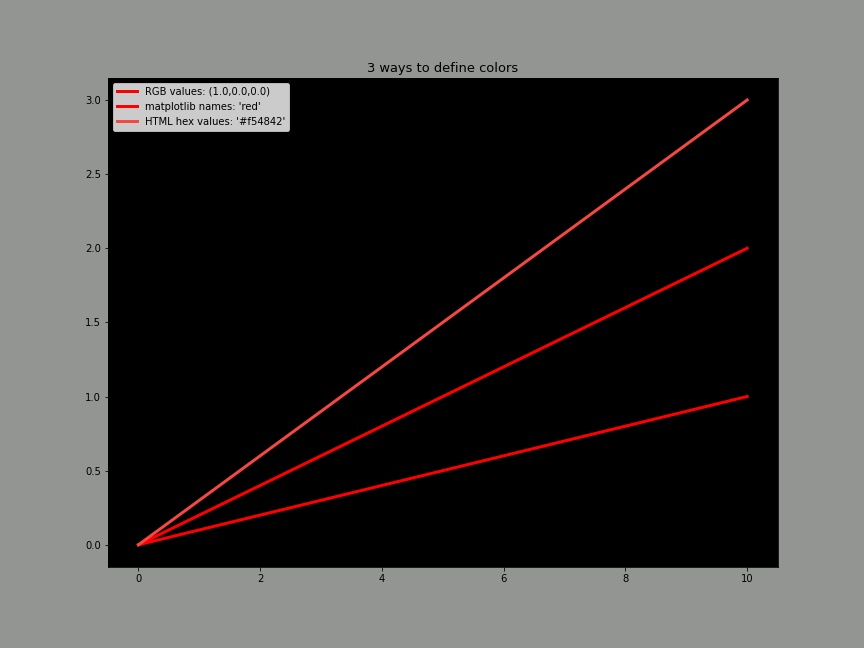 3 ways to define colors
RGB values: (1.0,0.0,0.0)
matplotlib names: 'red'
HTML hex values: '#f54842'
3.0
2.5
2.0
1.5
1.0
0.5
0.0
0 2 4 6 8 10